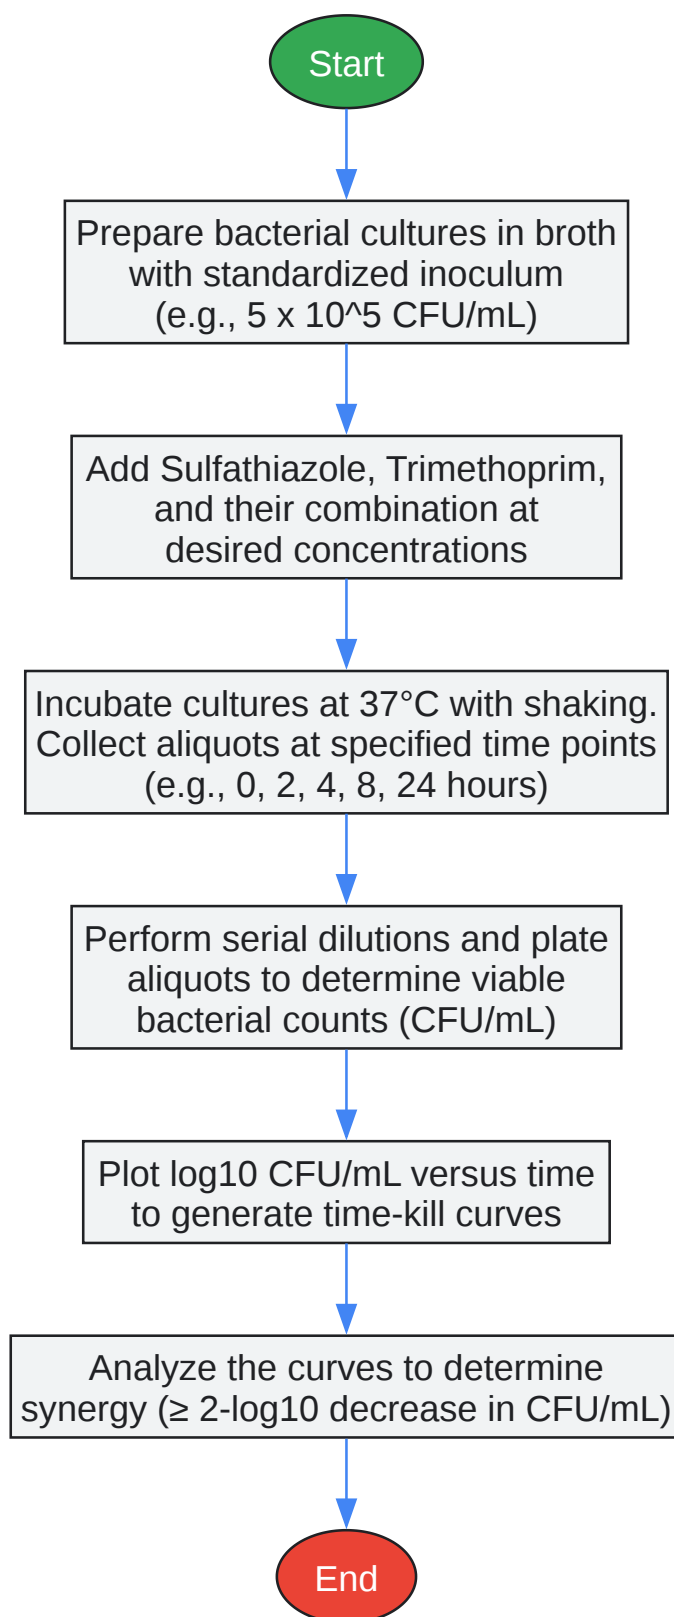 Start
Prepare bacterial cultures in broth
with standardized inoculum
(e.g., 5 x 10^5 CFU/mL)
Add Sulfathiazole, Trimethoprim,
and their combination at
desired concentrations
Incubate cultures at 37°C with shaking.
Collect aliquots at specified time points
(e.g., 0, 2, 4, 8, 24 hours)
Perform serial dilutions and plate
aliquots to determine viable
bacterial counts (CFU/mL)
Plot log10 CFU/mL versus time
to generate time-kill curves
Analyze the curves to determine
synergy (≥ 2-log10 decrease in CFU/mL)
End